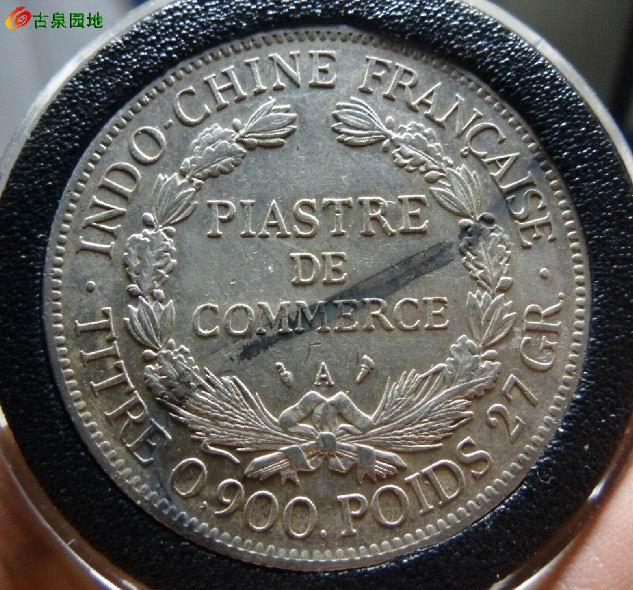 古泉园地
INDO-CHINE FRANÇAISE
PIASTRE
DE
COMMERCE
A
TITRE 0,900. POIDS 27 GR.